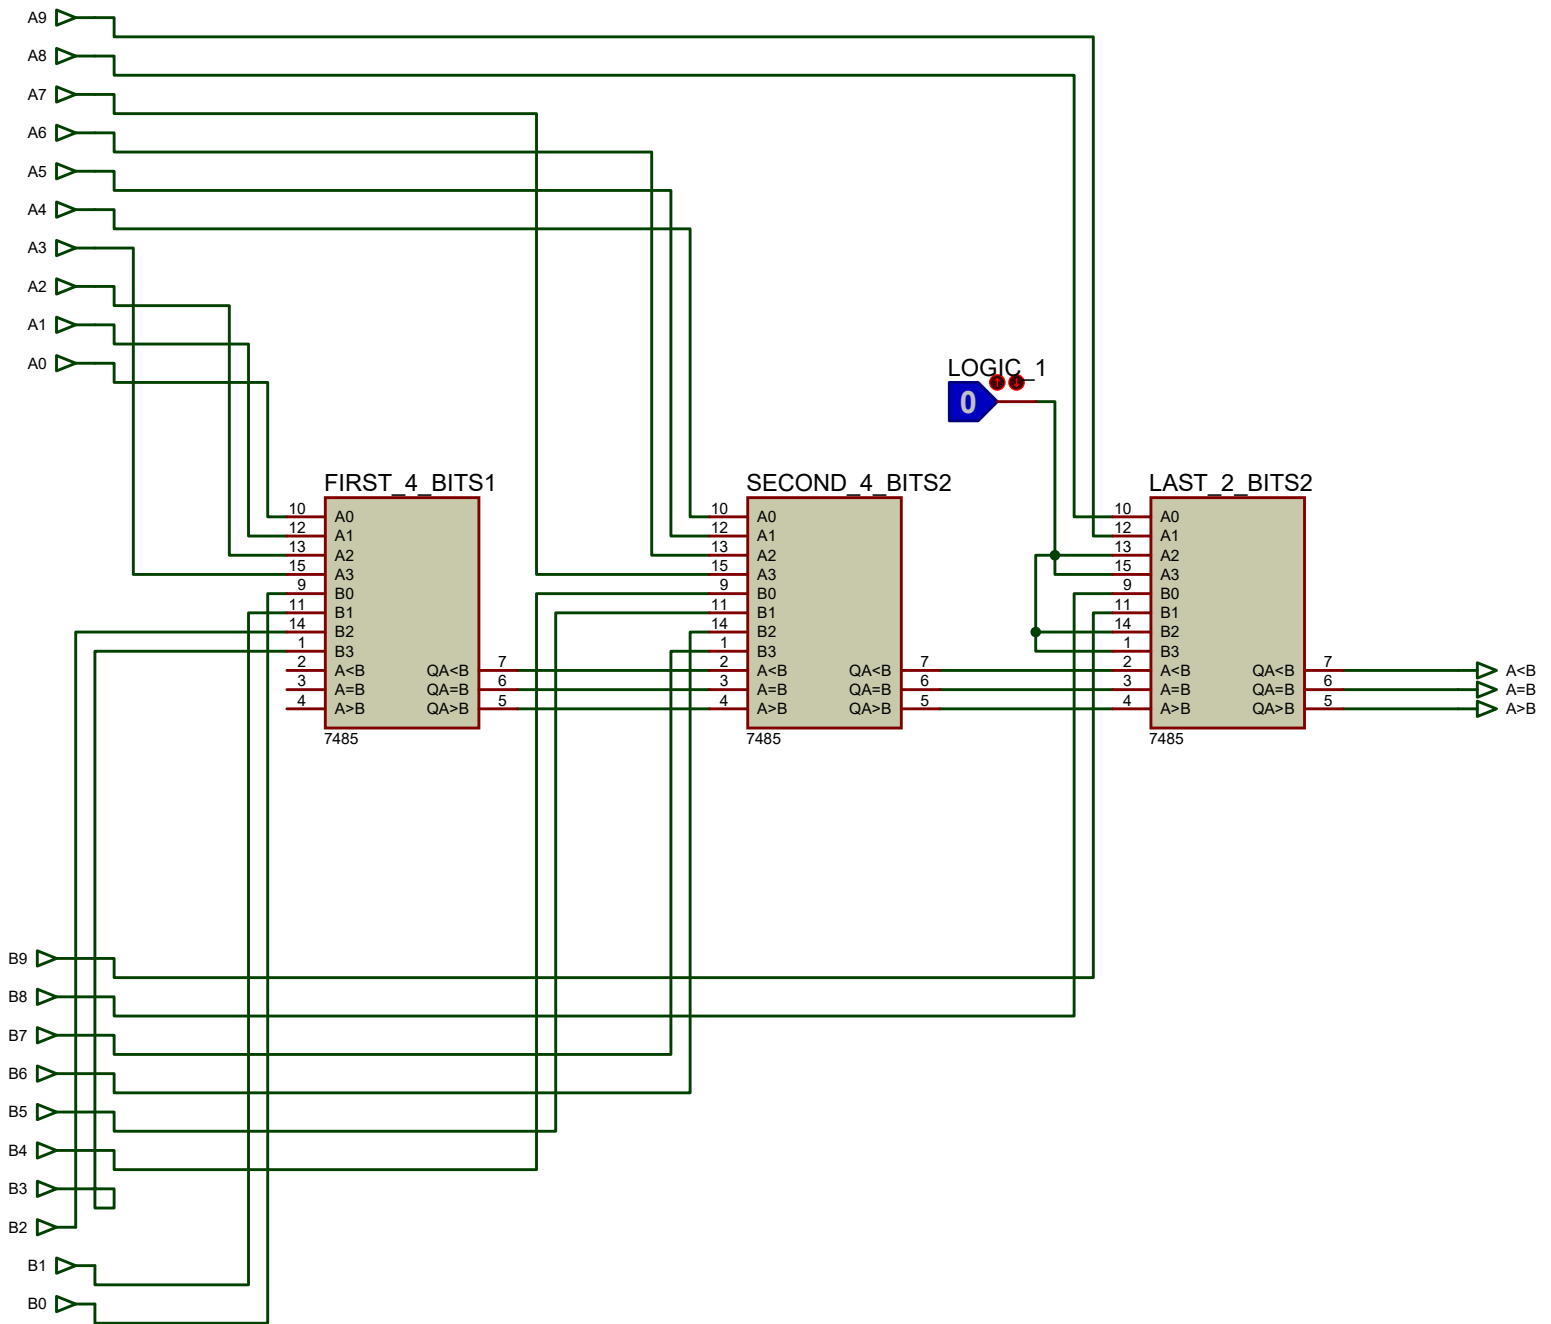 A9
A8
A7
A6
A5
A4
A3
A2
A1
A0
LOGIC_1
0
FIRST_4_BITS1
10 A0
12 A1
13 A2
15 A3
9 B0
11 B1
14 B2
1 B3
2 A<B QA<B 7
3 A=B QA=B 6
4 A>B QA>B 5
7485
SECOND_4_BITS2
10 A0
12 A1
13 A2
15 A3
9 B0
11 B1
14 B2
1 B3
2 A<B QA<B 7
3 A=B QA=B 6
4 A>B QA>B 5
7485
LAST_2_BITS2
10 A0
12 A1
13 A2
15 A3
9 B0
11 B1
14 B2
1 B3
2 A<B QA<B 7
3 A=B QA=B 6
4 A>B QA>B 5
7485
A<B
A=B
A>B
B9
B8
B7
B6
B5
B4
B3
B2
B1
B0